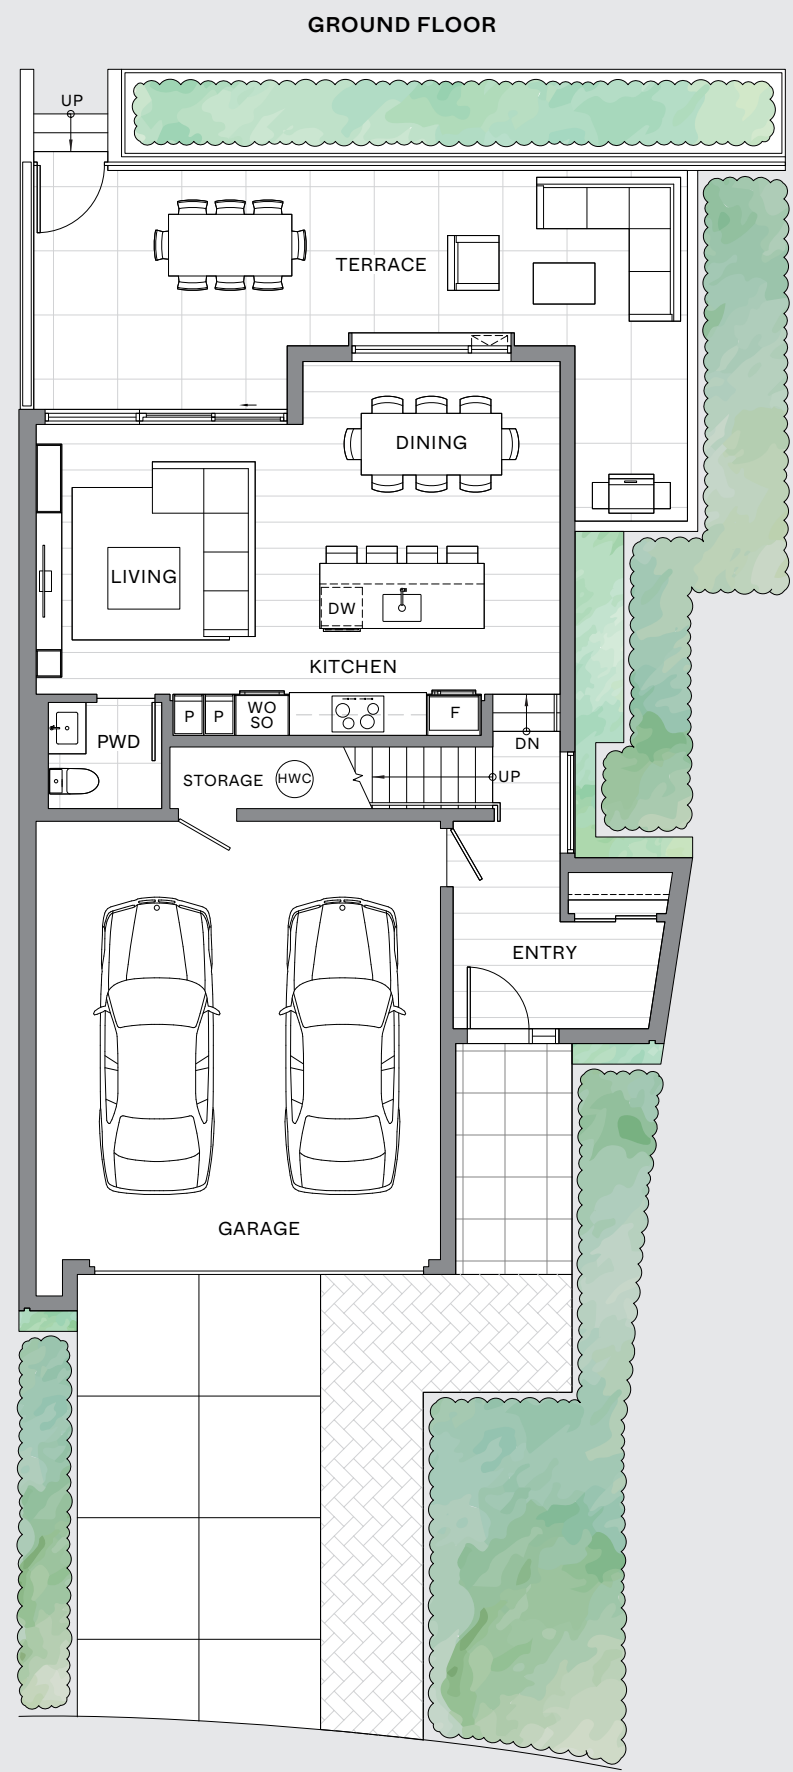 GROUND FLOOR
UP
TERRACE
DINING
LIVING
DW
KITCHEN
P P WO
SO F
PWD
DN
STORAGE HWC UP
ENTRY
GARAGE